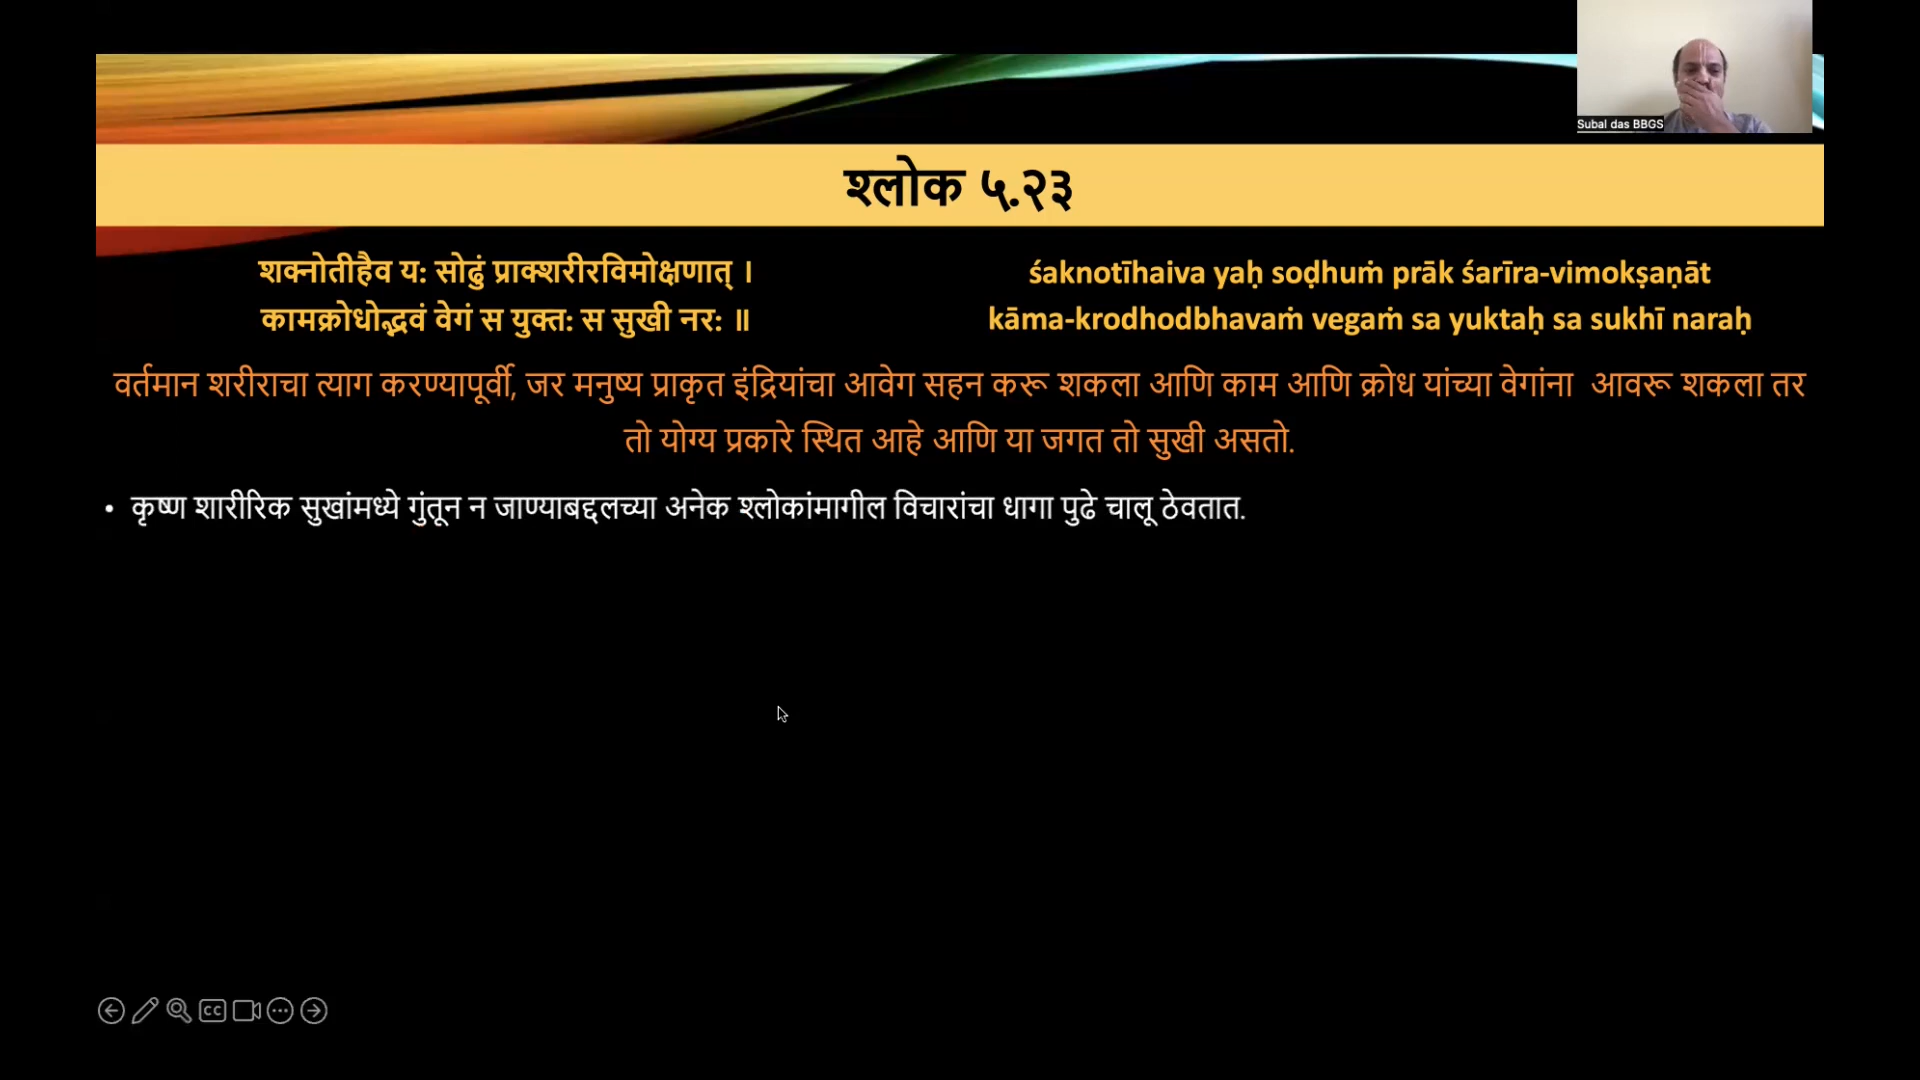 Subal das BBGS
श्लोक ५.२३
शक्नोतीहैव य: सोढुं प्राक्शरीरविमोक्षणात् ।
कामक्रोधोद्भवं वेगं स युक्त: स सुखी नर: ॥
śaknotīhaiva yaḥ soḍhuṁ prāk śarīra-vimokṣaṇāt
kāma-krodhodbhavaṁ vegaṁ sa yuktaḥ sa sukhī naraḥ
वर्तमान शरीराचा त्याग करण्यापूर्वी, जर मनुष्य प्राकृत इंद्रियांचा आवेग सहन करू शकला आणि काम आणि क्रोध यांच्या वेगांना आवरू शकला तर
तो योग्य प्रकारे स्थित आहे आणि या जगत तो सुखी असतो.
• कृष्ण शारीरिक सुखांमध्ये गुंतून न जाण्याबद्दलच्या अनेक श्लोकांमागील विचारांचा धागा पुढे चालू ठेवतात.
CC